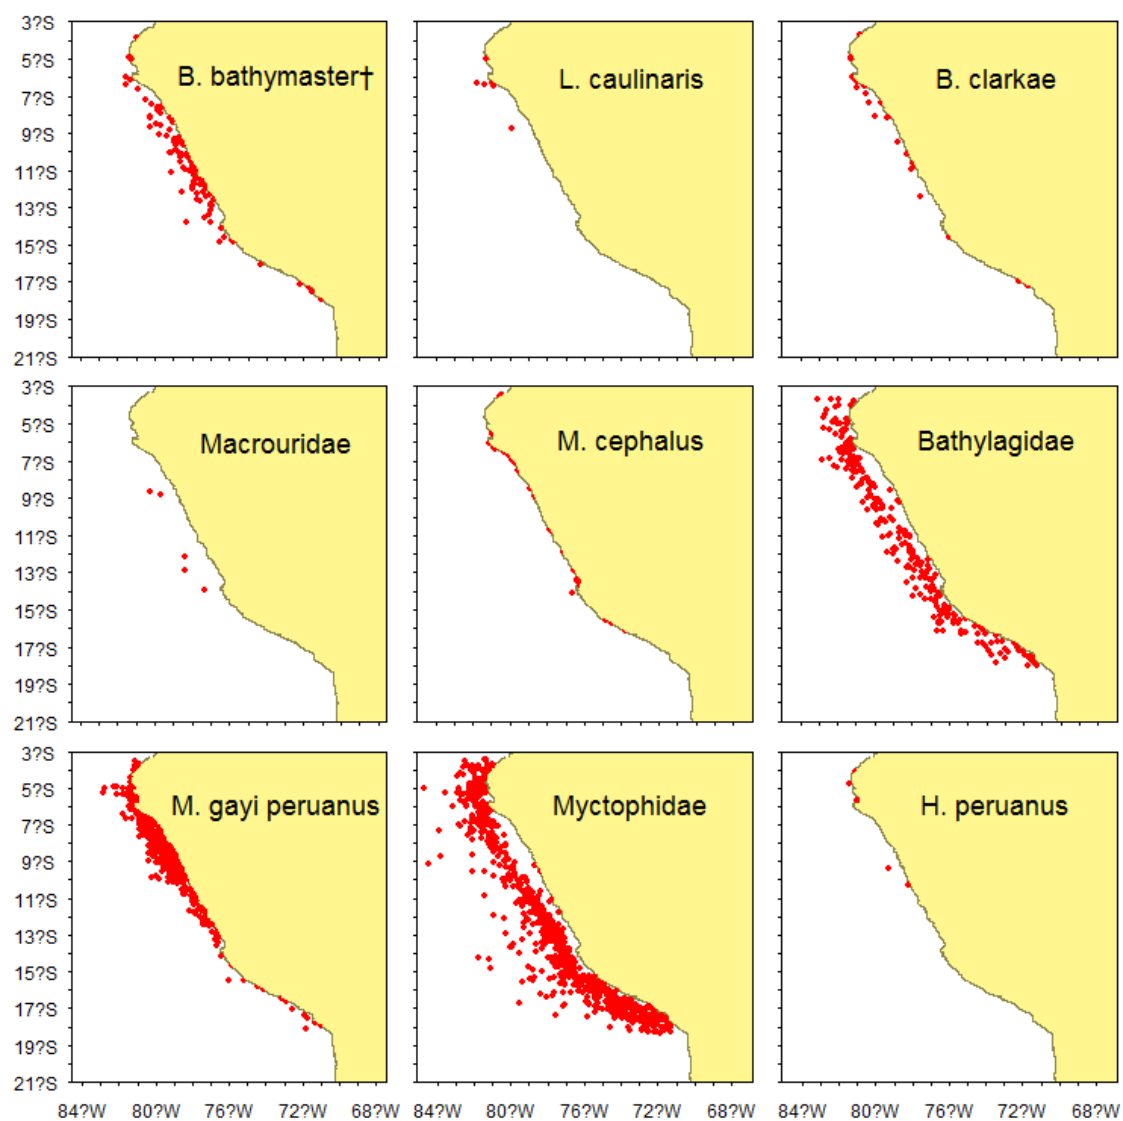 3?S
5?S
7?S
9?S
11?S
13?S
15?S
17?S
19?S
21?S
B. bathymaster†
L. caulinaris
B. clarkae
3?S
5?S
7?S
9?S
11?S
13?S
15?S
17?S
19?S
21?S
Macrouridae
M. cephalus
Bathylagidae
3?S
5?S
7?S
9?S
11?S
13?S
15?S
17?S
19?S
21?S
M. gayi peruanus
Myctophidae
H. peruanus
84?W 80?W 76?W 72?W 68?W
84?W 80?W 76?W 72?W 68?W
84?W 80?W 76?W 72?W 68?W